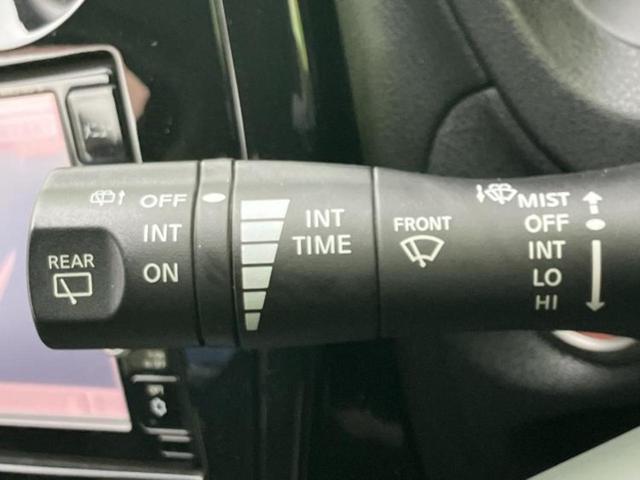 REAR
OFF
INT
ON
INT
TIME
FRONT
MIST
OFF
INT
LO
HI